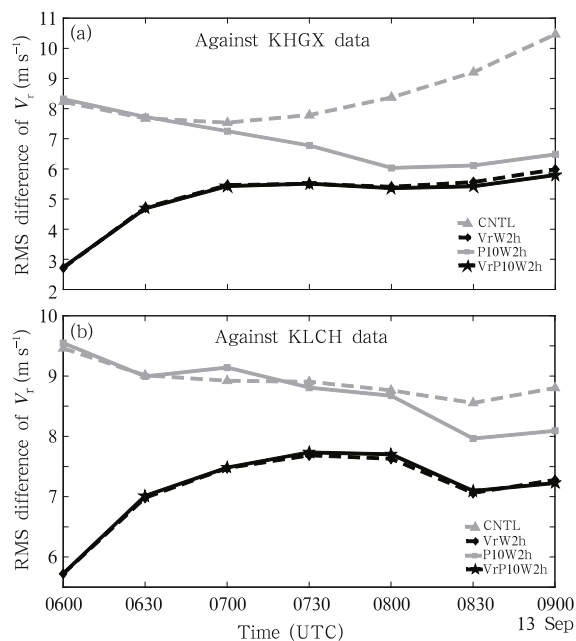 (a)
Against KHGX data
RMS difference of Vr (m s⁻¹)
11
10
9
8
7
6
5
4
3
2
CNTL
VrW2h
P10W2h
VrP10W2h
(b)
Against KLCH data
RMS difference of Vr (m s⁻¹)
10
9
8
7
6
CNTL
VrW2h
P10W2h
VrP10W2h
0600 0630 0700 0730 0800 0830 0900
13 Sep
Time (UTC)